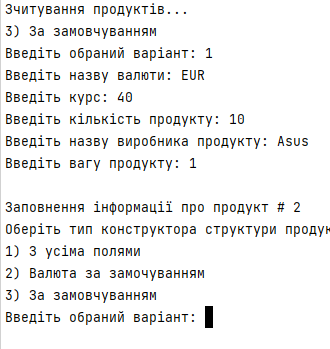 Зчитування продуктів...
3) За замовчуванням
Введіть обраний варіант: 1
Введіть назву валюти: EUR
Введіть курс: 40
Введіть кількість продукту: 10
Введіть назву виробника продукту: Asus
Введіть вагу продукту: 1
Заповнення інформації про продукт # 2
Оберіть тип конструктора структури
1) З усіма полями
2) Валюта за замочуванням
3) За замовчуванням
Введіть обраний варіант: